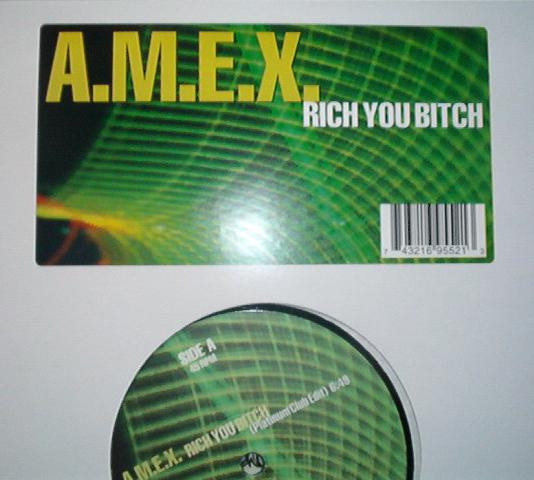 A.M.E.X.
RICH YOU BITCH
7 43216 95521 3
SIDE A
45 RPM
A.M.E.X. RICH YOU BITCH
(Platinum Club Edit) 6:49